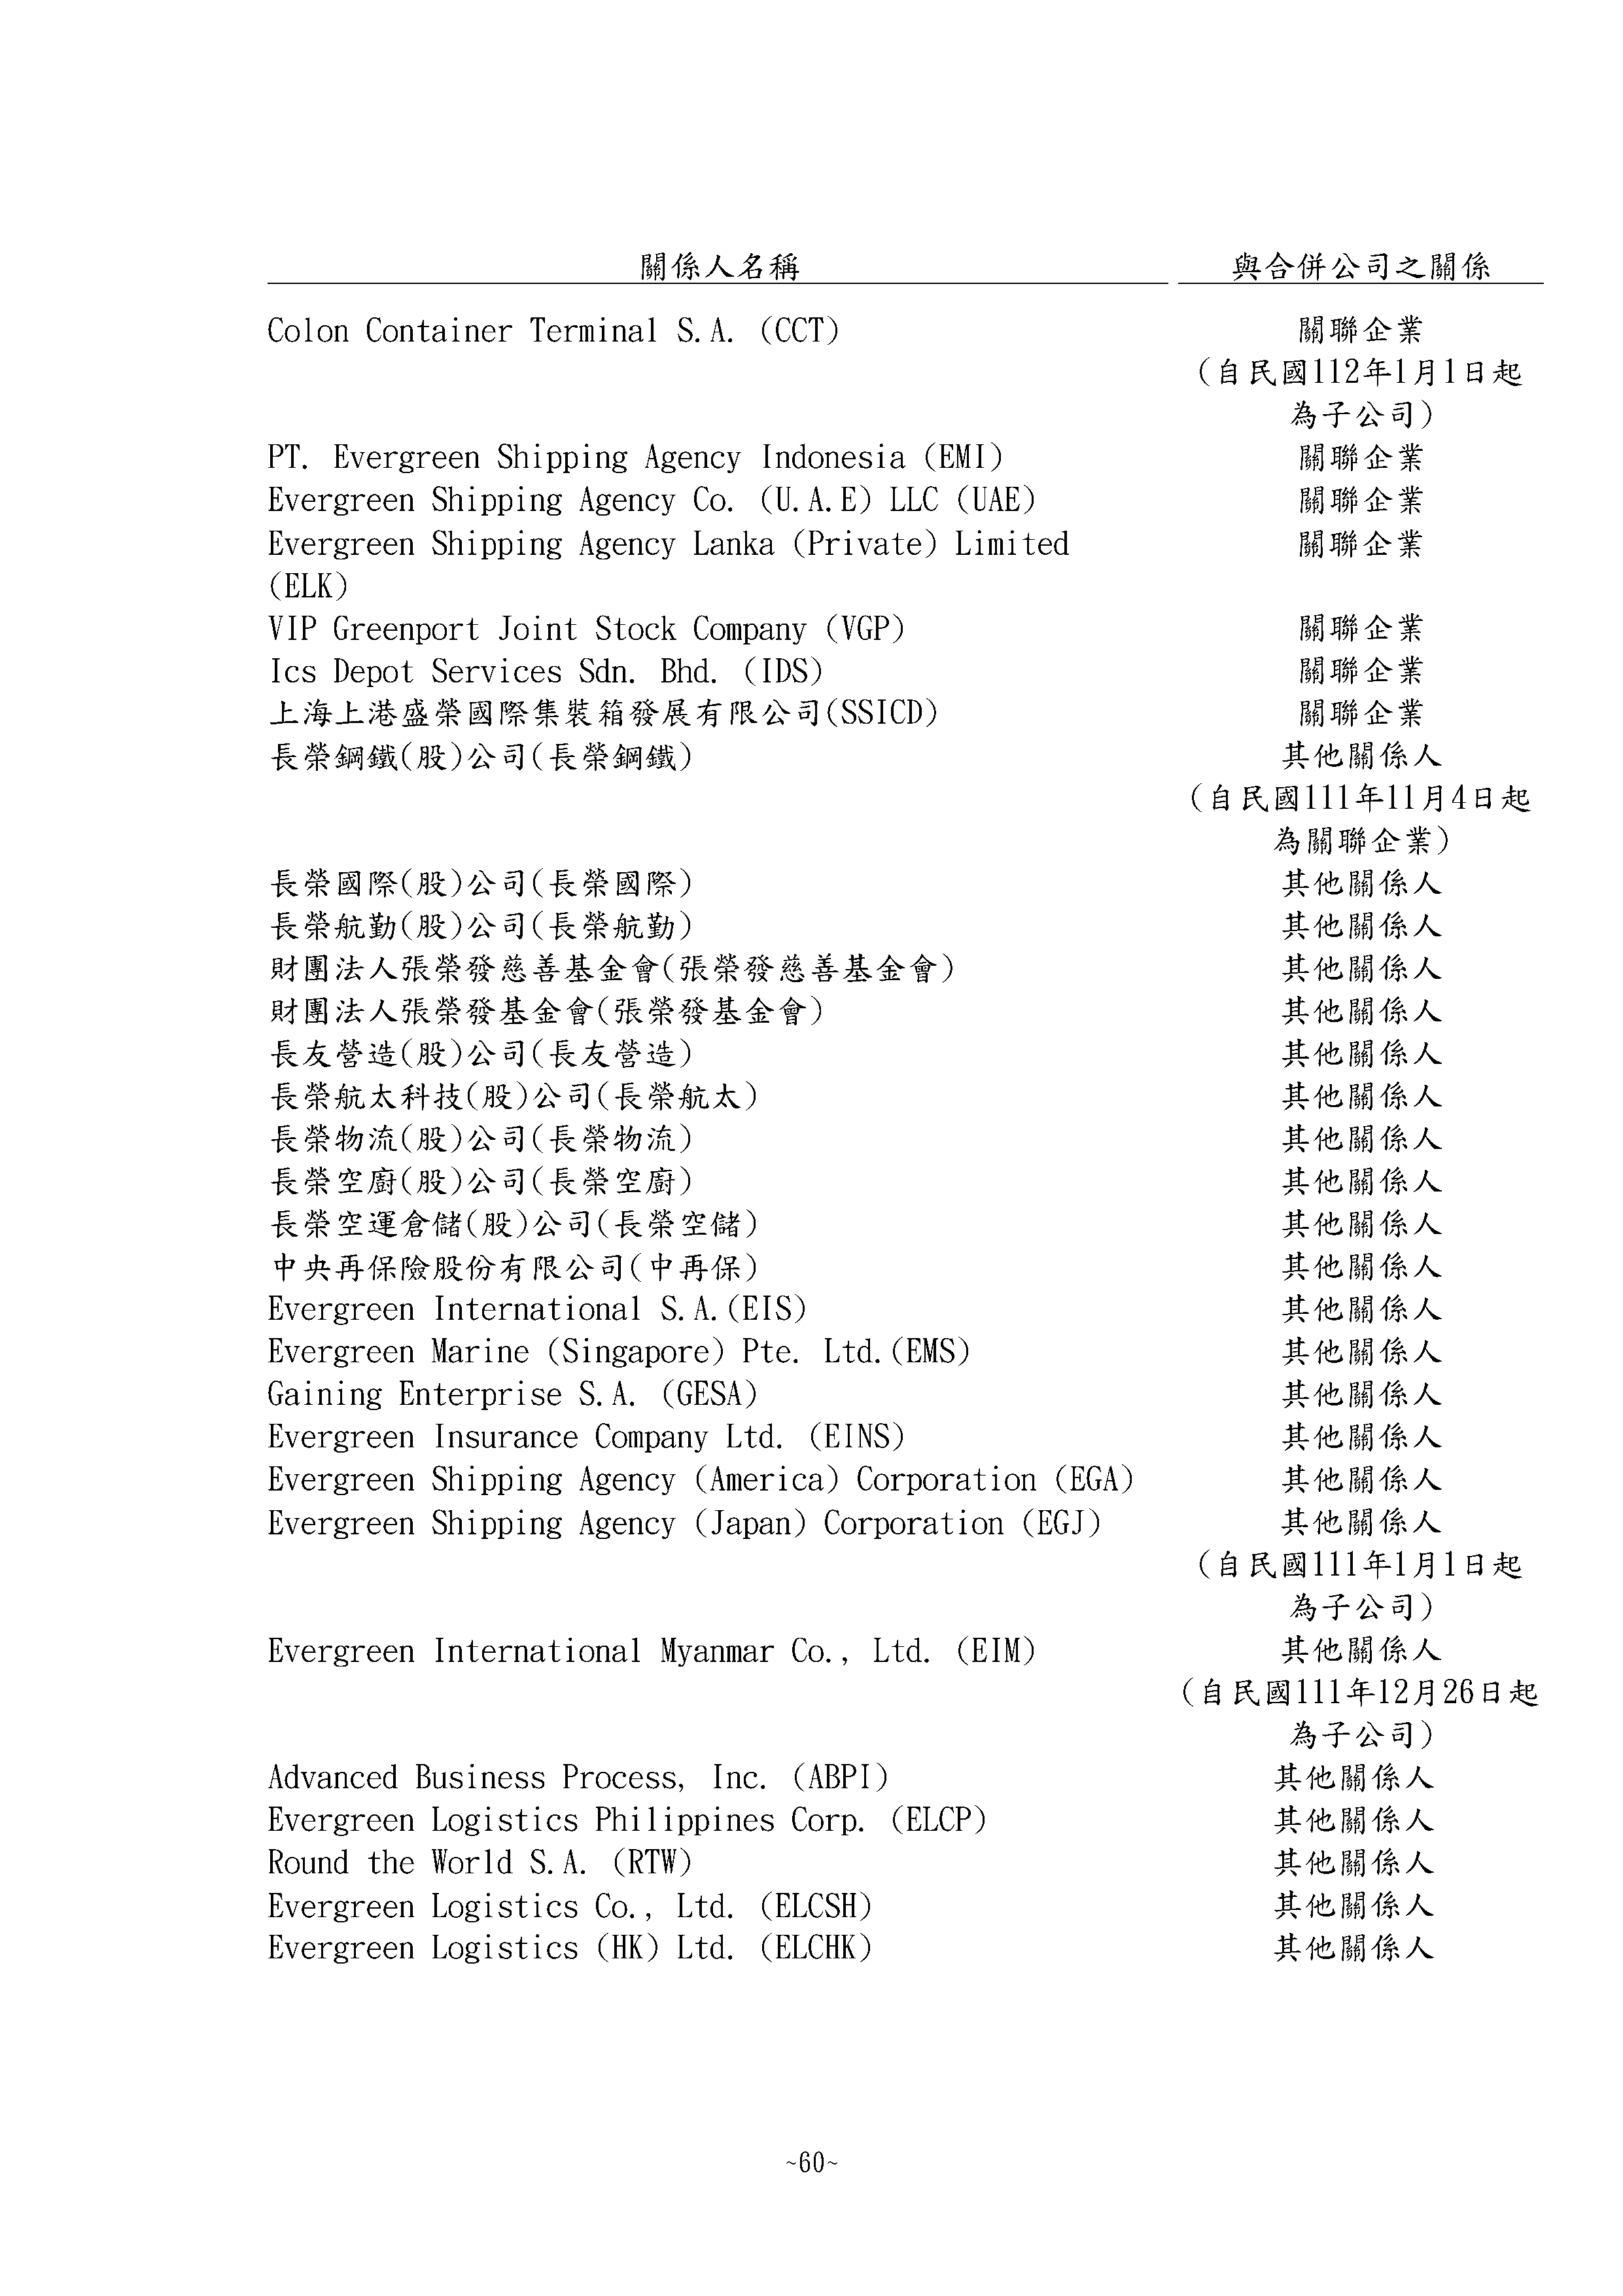 關係人名稱 與合併公司之關係
Colon Container Terminal S.A. (CCT) 關聯企業
(自民國112年1月1日起
為子公司)
PT. Evergreen Shipping Agency Indonesia (EMI) 關聯企業
Evergreen Shipping Agency Co. (U.A.E) LLC (UAE) 關聯企業
Evergreen Shipping Agency Lanka (Private) Limited 關聯企業
(ELK)
VIP Greenport Joint Stock Company (VGP) 關聯企業
Ics Depot Services Sdn. Bhd. (IDS) 關聯企業
上海上港盛榮國際集裝箱發展有限公司(SSICD) 關聯企業
長榮鋼鐵(股)公司(長榮鋼鐵) 其他關係人
(自民國111年11月4日起
為關聯企業)
長榮國際(股)公司(長榮國際) 其他關係人
長榮航勤(股)公司(長榮航勤) 其他關係人
財團法人張榮發慈善基金會(張榮發慈善基金會) 其他關係人
財團法人張榮發基金會(張榮發基金會) 其他關係人
長友營造(股)公司(長友營造) 其他關係人
長榮航太科技(股)公司(長榮航太) 其他關係人
長榮物流(股)公司(長榮物流) 其他關係人
長榮空廚(股)公司(長榮空廚) 其他關係人
長榮空運倉儲(股)公司(長榮空儲) 其他關係人
中央再保險股份有限公司(中再保) 其他關係人
Evergreen International S.A.(EIS) 其他關係人
Evergreen Marine (Singapore) Pte. Ltd.(EMS) 其他關係人
Gaining Enterprise S.A. (GESA) 其他關係人
Evergreen Insurance Company Ltd. (EINS) 其他關係人
Evergreen Shipping Agency (America) Corporation (EGA) 其他關係人
Evergreen Shipping Agency (Japan) Corporation (EGJ) 其他關係人
(自民國111年1月1日起
為子公司)
Evergreen International Myanmar Co., Ltd. (EIM) 其他關係人
(自民國111年12月26日起
為子公司)
Advanced Business Process, Inc. (ABPI) 其他關係人
Evergreen Logistics Philippines Corp. (ELCP) 其他關係人
Round the World S.A. (RTW) 其他關係人
Evergreen Logistics Co., Ltd. (ELCSH) 其他關係人
Evergreen Logistics (HK) Ltd. (ELCHK) 其他關係人
~60~